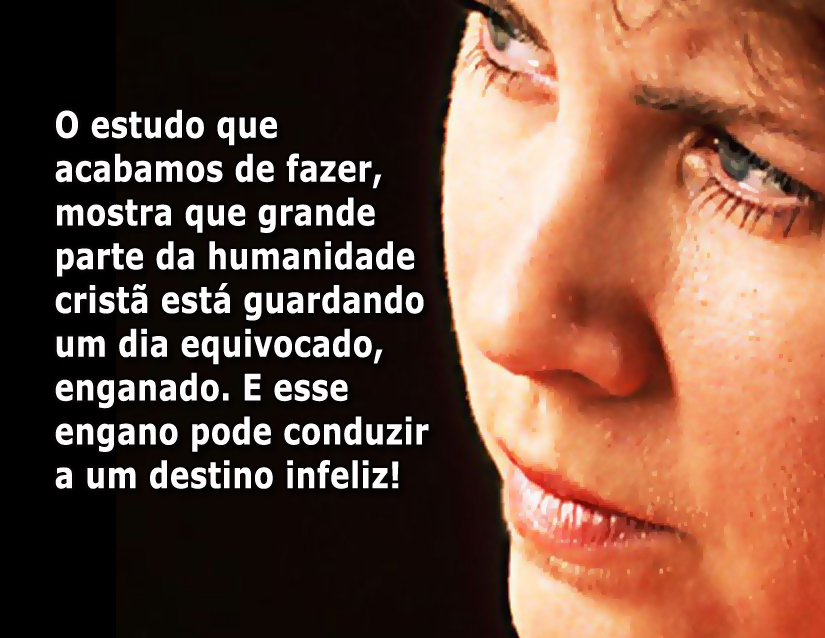 O estudo que
acabamos de fazer,
mostra que grande
parte da humanidade
cristã está guardando
um dia equivocado,
enganado. E esse
engano pode conduzir
a um destino infeliz!